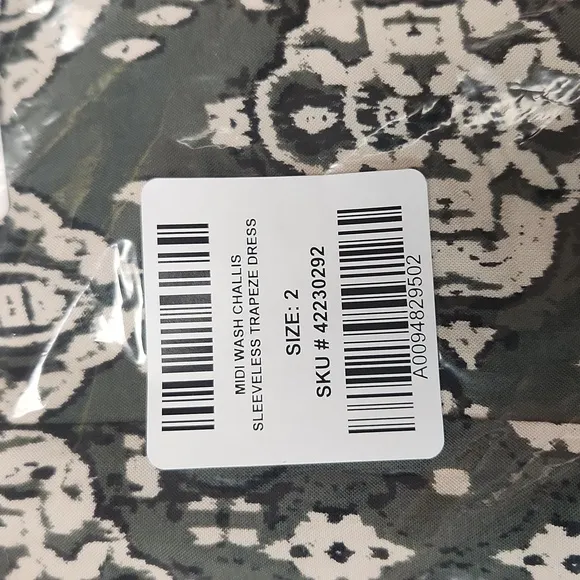 MIDI WASH CHALLIS
SLEEVELESS TRAPEZE DRESS
SIZE: 2
SKU # 42230292
A0094829502